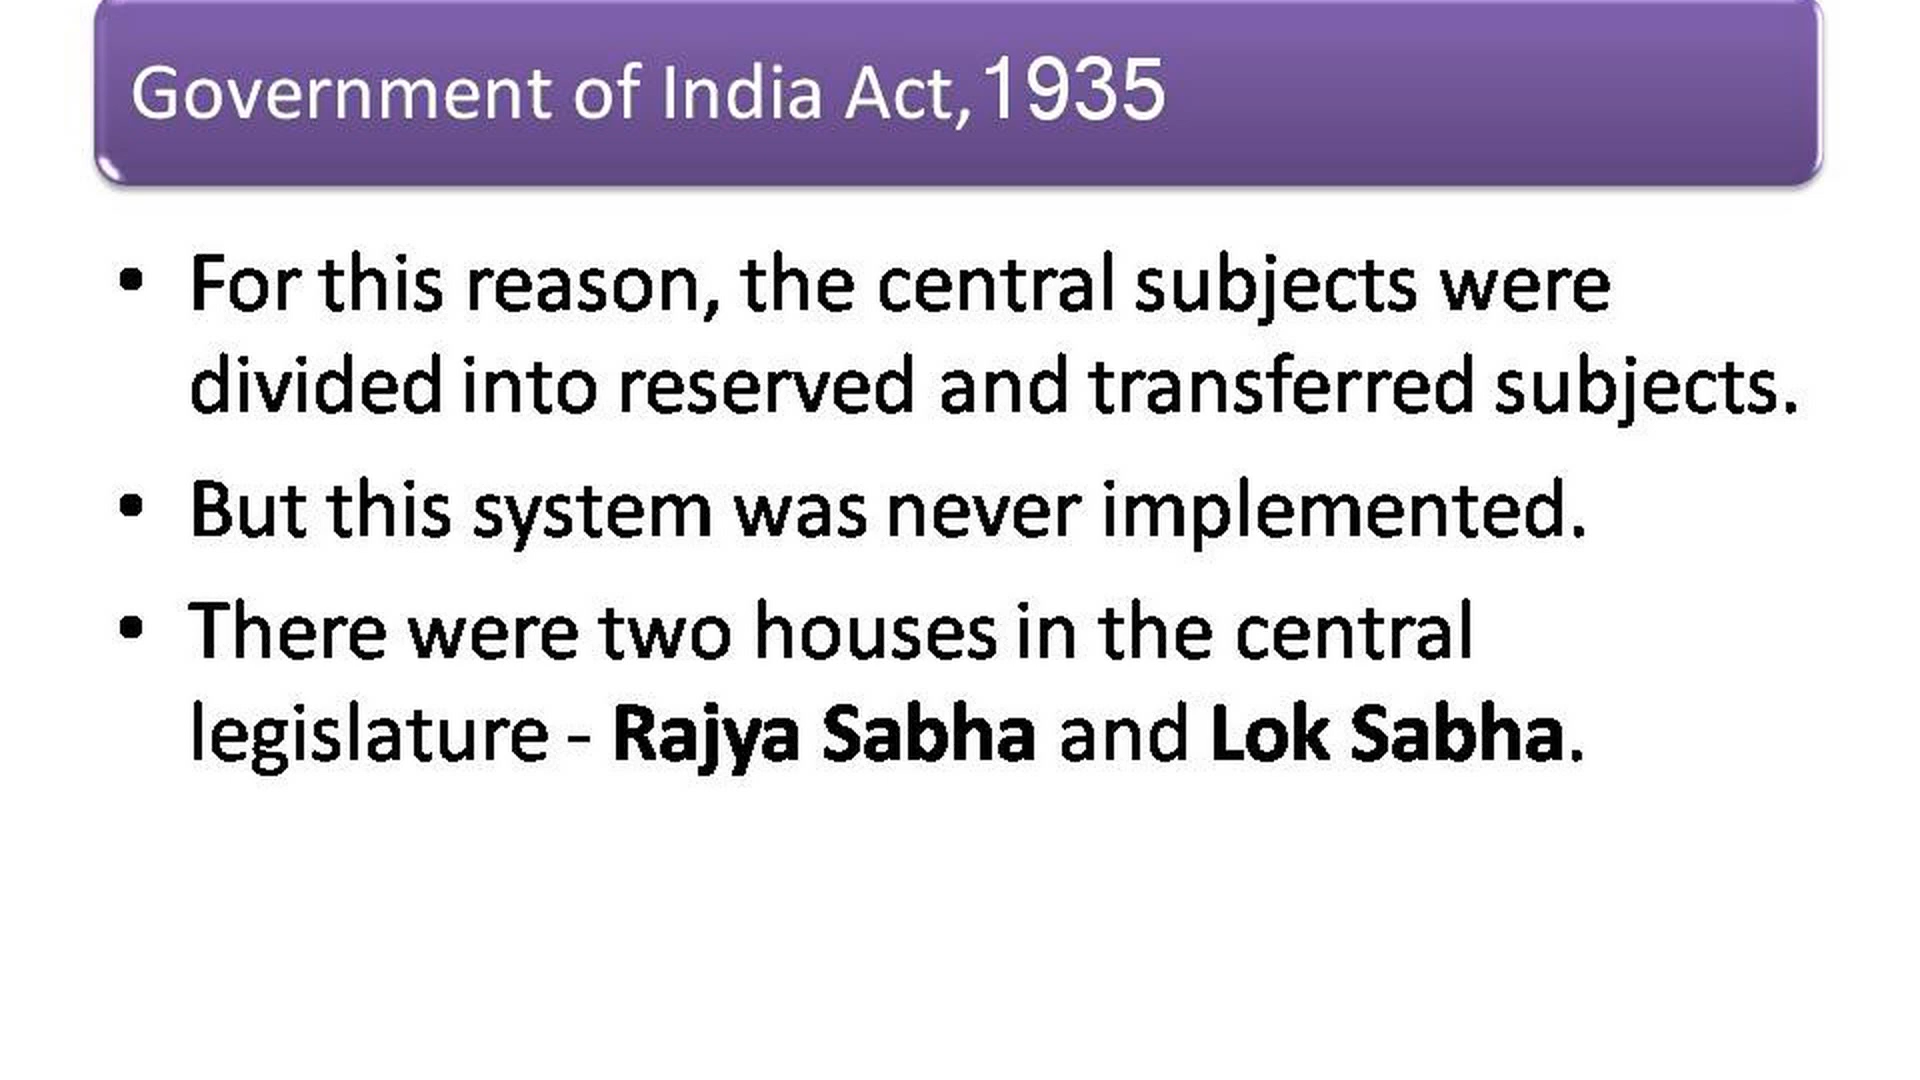 Government of India Act,1935
• For this reason, the central subjects were
divided into reserved and transferred subjects.
• But this system was never implemented.
• There were two houses in the central
legislature - Rajya Sabha and Lok Sabha.